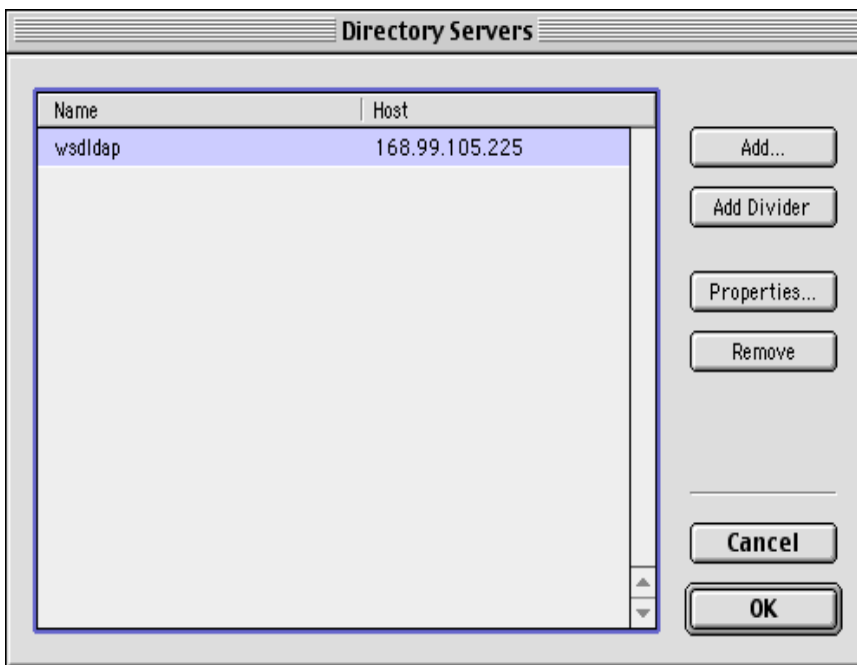 Directory Servers
Name Host
wsdldap 168.99.105.225
Add...
Add Divider
Properties...
Remove
Cancel
OK